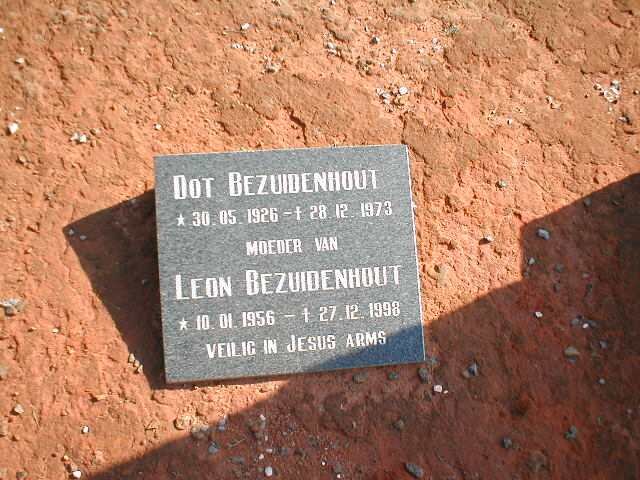 DOT BEZUIDENHOUT
* 30.05.1926 – † 28.12.1973
MOEDER VAN
LEON BEZUIDENHOUT
* 10.01.1956 – † 27.12.1998
VEILIG IN JESUS ARMS